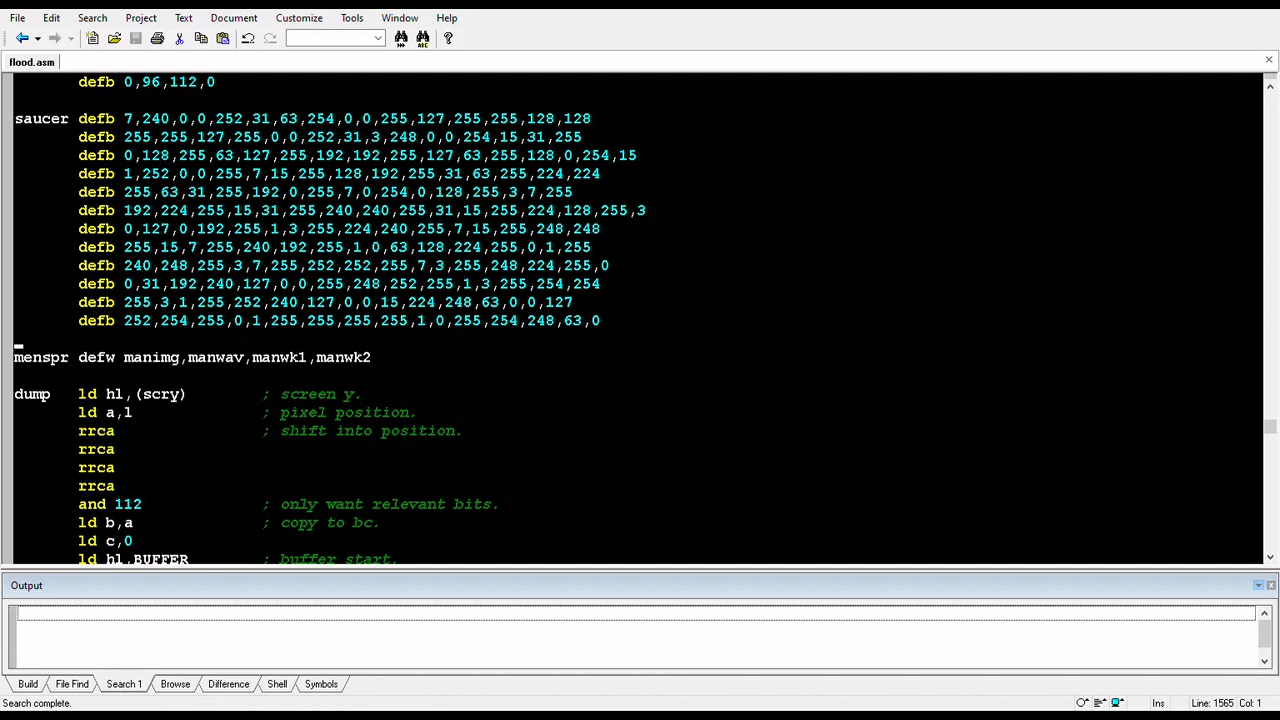 File Edit Search Project Text Document Customize Tools Window Help
flood.asm
defb 0,96,112,0
saucer defb 7,240,0,0,252,31,63,254,0,0,255,127,255,255,128,128
defb 255,255,127,255,0,0,252,31,3,248,0,0,254,15,31,255
defb 0,128,255,63,127,255,192,192,255,127,63,255,128,0,254,15
defb 1,252,0,0,255,7,15,255,128,192,255,31,63,255,224,224
defb 255,63,31,255,192,0,255,7,0,254,0,128,255,3,7,255
defb 192,224,255,15,31,255,240,240,255,31,15,255,224,128,255,3
defb 0,127,0,192,255,1,3,255,224,240,255,7,15,255,248,248
defb 255,15,7,255,240,192,255,1,0,63,128,224,255,0,1,255
defb 240,248,255,3,7,255,252,252,255,7,3,255,248,224,255,0
defb 0,31,192,240,127,0,0,255,248,252,255,1,3,255,254,254
defb 255,3,1,255,252,240,127,0,0,15,224,248,63,0,0,127
defb 252,254,255,0,1,255,255,255,255,1,0,255,254,248,63,0
menspr defw manimg,manwav,manwk1,manwk2
dump ld hl,(scry) ; screen y.
ld a,l ; pixel position.
rrca ; shift into position.
rrca
rrca
rrca
and 112 ; only want relevant bits.
ld b,a ; copy to bc.
ld c,0
ld hl,BUFFER ; buffer start.
Output
Build File Find Search 1 Browse Difference Shell Symbols
Search complete. Ins Line: 1565 Col: 1